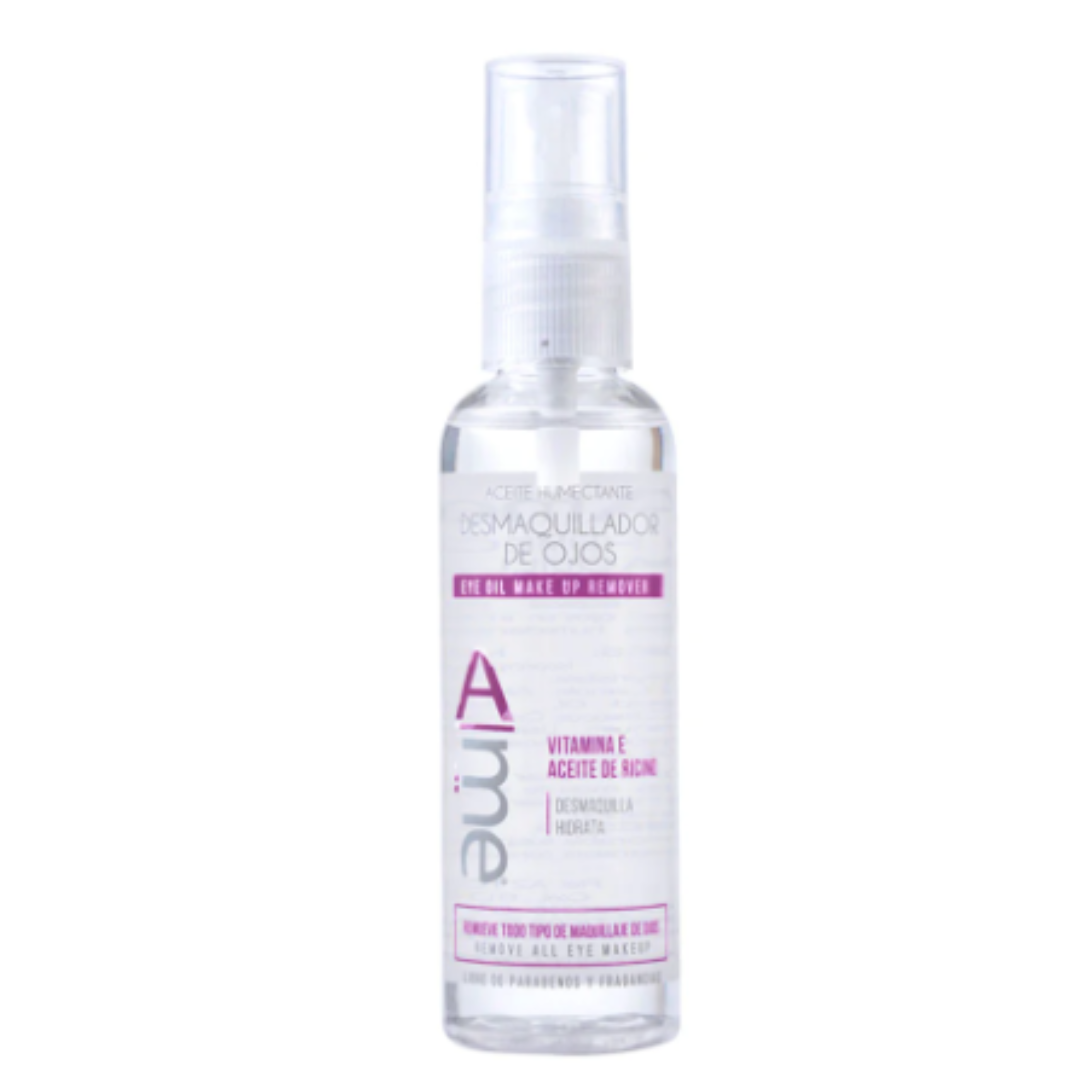 ACEITE HUMECTANTE
DESMAQUILLADOR
DE OJOS
EYE OIL MAKE UP REMOVER
Amë
VITAMINA E
ACEITE DE RICINO
DESMAQUILLA
HIDRATA
REMUEVE TODO TIPO DE MAQUILLAJE DE OJOS
REMOVE ALL EYE MAKEUP
LIBRE DE PARABENOS Y FRAGANCIAS